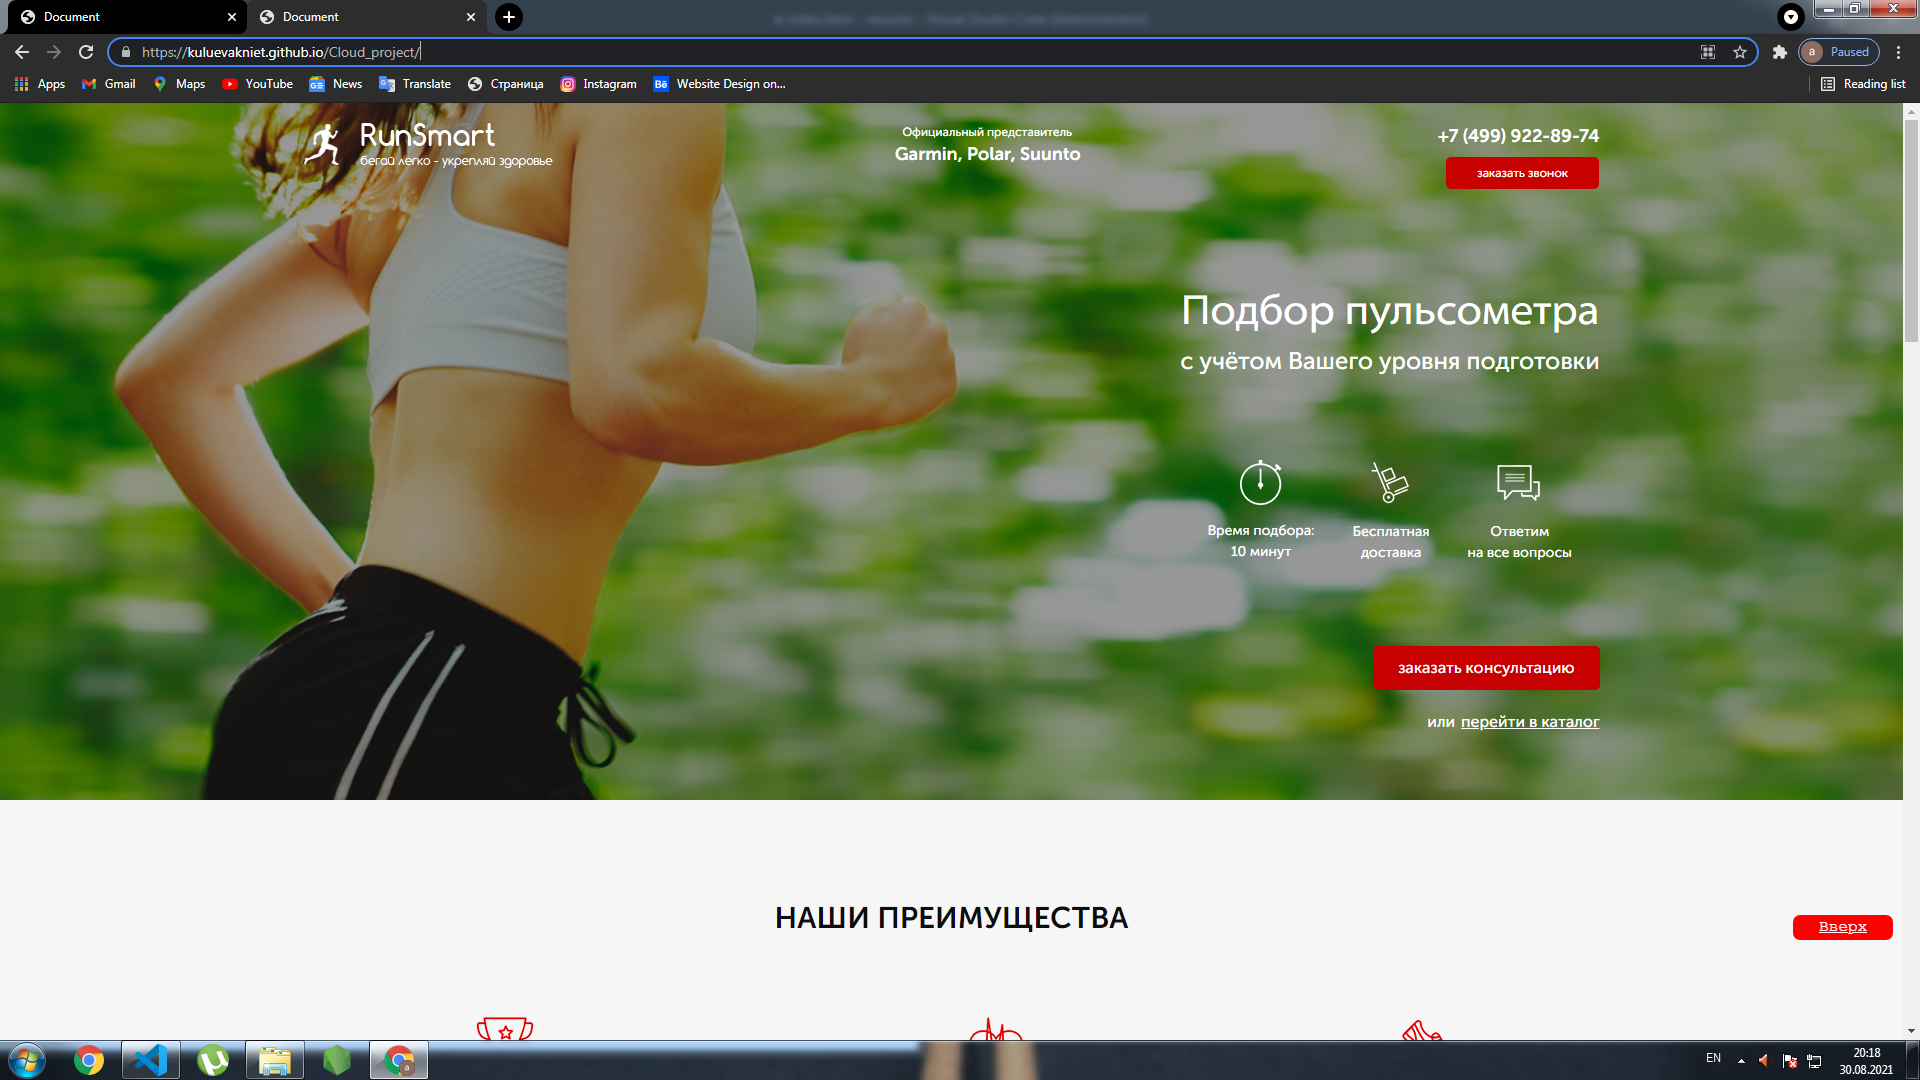 Document
Document
https://kuluevakniet.github.io/Cloud_project/
a
Paused
Apps
Gmail
Maps
YouTube
News
Translate
Страница
Instagram
Bē
Website Design on...
Reading list
RunSmart
бегай легко - укрепляй здоровье
Официальный представитель
Garmin, Polar, Suunto
+7 (499) 922-89-74
заказать звонок
Подбор пульсометра
с учётом Вашего уровня подготовки
Время подбора:
10 минут
Бесплатная
доставка
Ответим
на все вопросы
заказать консультацию
или перейти в каталог
НАШИ ПРЕИМУЩЕСТВА
Вверх
a
EN
20:18
30.08.2021